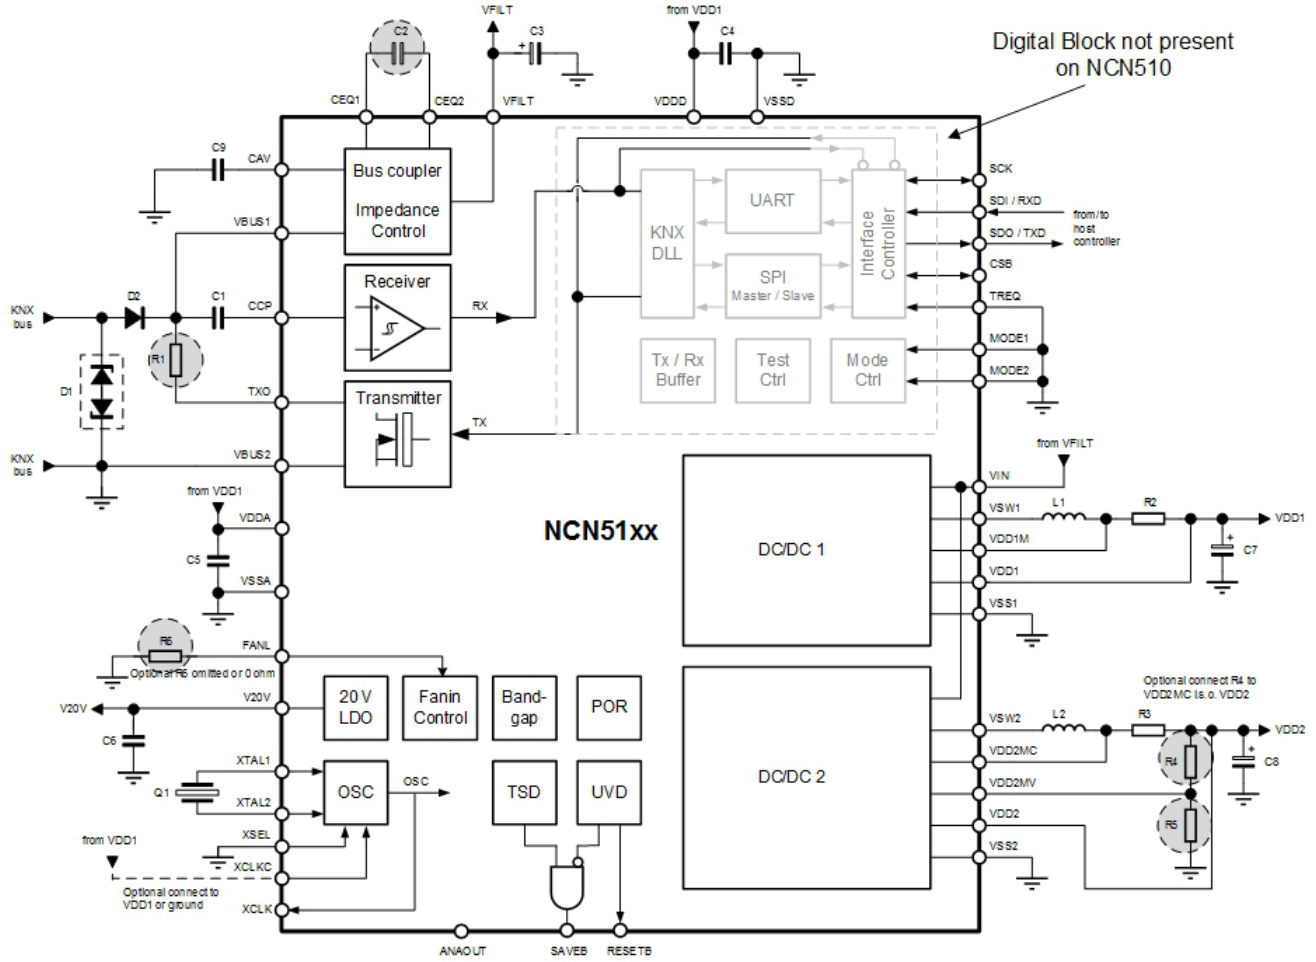 VFILT
C2
C3
from VDD1
C4
Digital Block not present
on NCN510
CEQ1
CEQ2
VFILT
VDDD
VSSD
C9
CAV
Bus coupler
Impedance
Control
VBUS1
UART
KNX
DLL
SPI
Master / Slave
Interface
Controller
SCK
SDI / RXD
SDO / TXD
from/to
host
controller
CSB
TREQ
MODE1
MODE2
Receiver
RX
KNX
bus
D2
C1
CCP
R1
D1
TXO
Transmitter
TX
Tx / Rx
Buffer
Test
Ctrl
Mode
Ctrl
KNX
bus
VBUS2
from VDD1
VDDA
C5
VSSA
NCN51xx
DC/DC 1
from VFILT
VIN
VSW1
L1
R2
VDD1
VDD1M
C7
+
VDD1
VSS1
R6
FANL
Optional R6 omitted or 0 ohm
V20V
V20V
C6
20 V
LDO
Fanin
Control
Band-
gap
POR
DC/DC 2
Optional connect R4 to
VDD2MC i.s.o. VDD2
VSW2
L2
R3
VDD2
VDD2MC
R4
C8
+
VDD2MV
R5
VDD2
VSS2
XTAL1
Q1
XTAL2
OSC
OSC
TSD
UVD
XSEL
from VDD1
XCLKC
Optional connect to
VDD1 or ground
XCLK
ANAOUT
SAVEB
RESETB